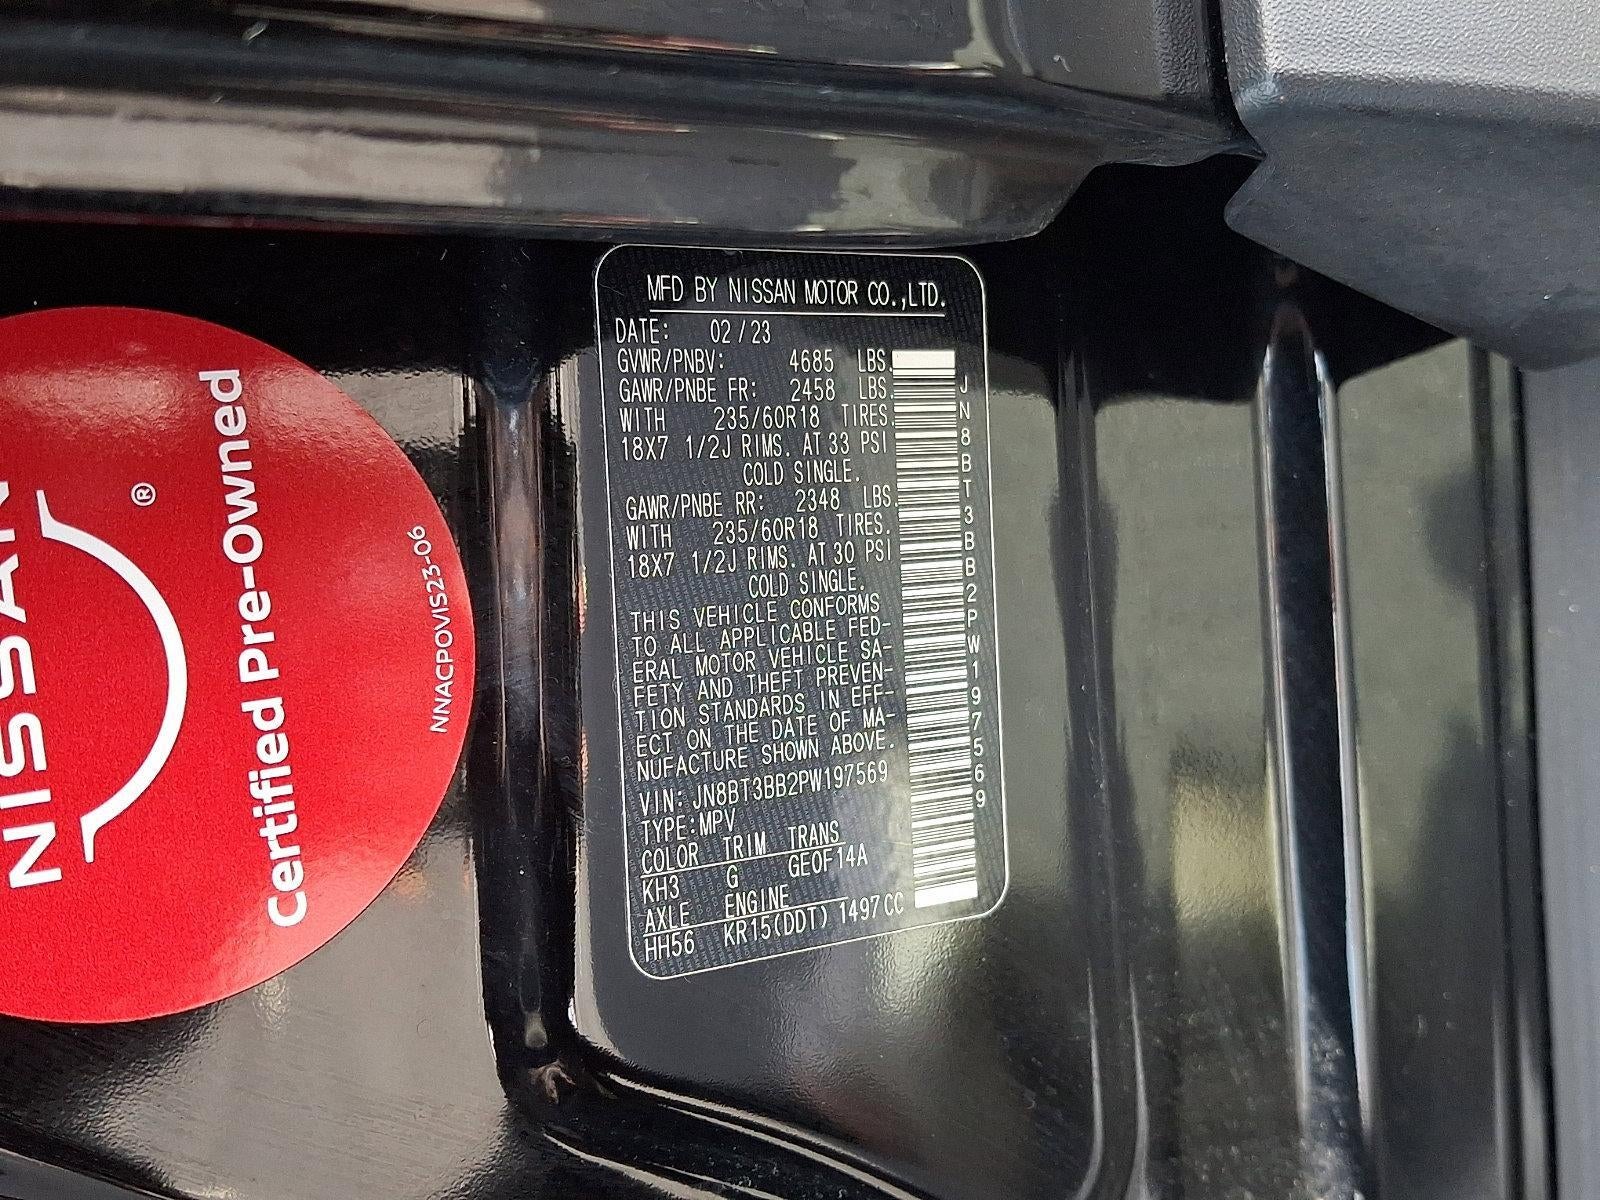 MFD BY NISSAN MOTOR CO.,LTD.
DATE: 02/23
GVWR/PNBV: 4685 LBS.
GAWR/PNBE FR: 2458 LBS.
WITH 235/60R18 TIRES.
18X7 1/2J RIMS. AT 33 PSI
COLD SINGLE.
GAWR/PNBE RR: 2348 LBS.
WITH 235/60R18 TIRES.
18X7 1/2J RIMS. AT 30 PSI
COLD SINGLE.
THIS VEHICLE CONFORMS
TO ALL APPLICABLE FED-
ERAL MOTOR VEHICLE SA-
FETY AND THEFT PREVEN-
TION STANDARDS IN EFF-
ECT ON THE DATE OF MA-
NUFACTURE SHOWN ABOVE.
VIN: JN8BT3BB2PW197569
TYPE:MPV
COLOR TRIM TRANS
KH3 G GE0F14A
AXLE ENGINE
HH56 KR15(DDT) 1497CC
JN8BT3BB2PW197569
NISSAN
®
Certified Pre-Owned
NNACPOVIS23-06